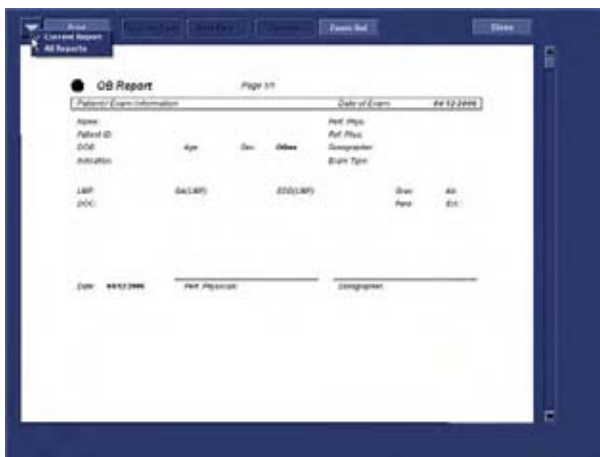 Print Zoom Out Close
Current Report
All Reports
OB Report Page 1/1
Patient/ Exam Information Date of Exam: 04/12/2006
Name: Perf. Phys.:
Patient ID: Ref. Phys.:
DOB: Age: Sex: Other Sonographer:
Indication: Exam Type:
LMP: GA(LMP): EDD(LMP): Grav: Ab:
DOC: Para: Ect.:
Date: 04/12/2006 Perf. Physician: Sonographer: